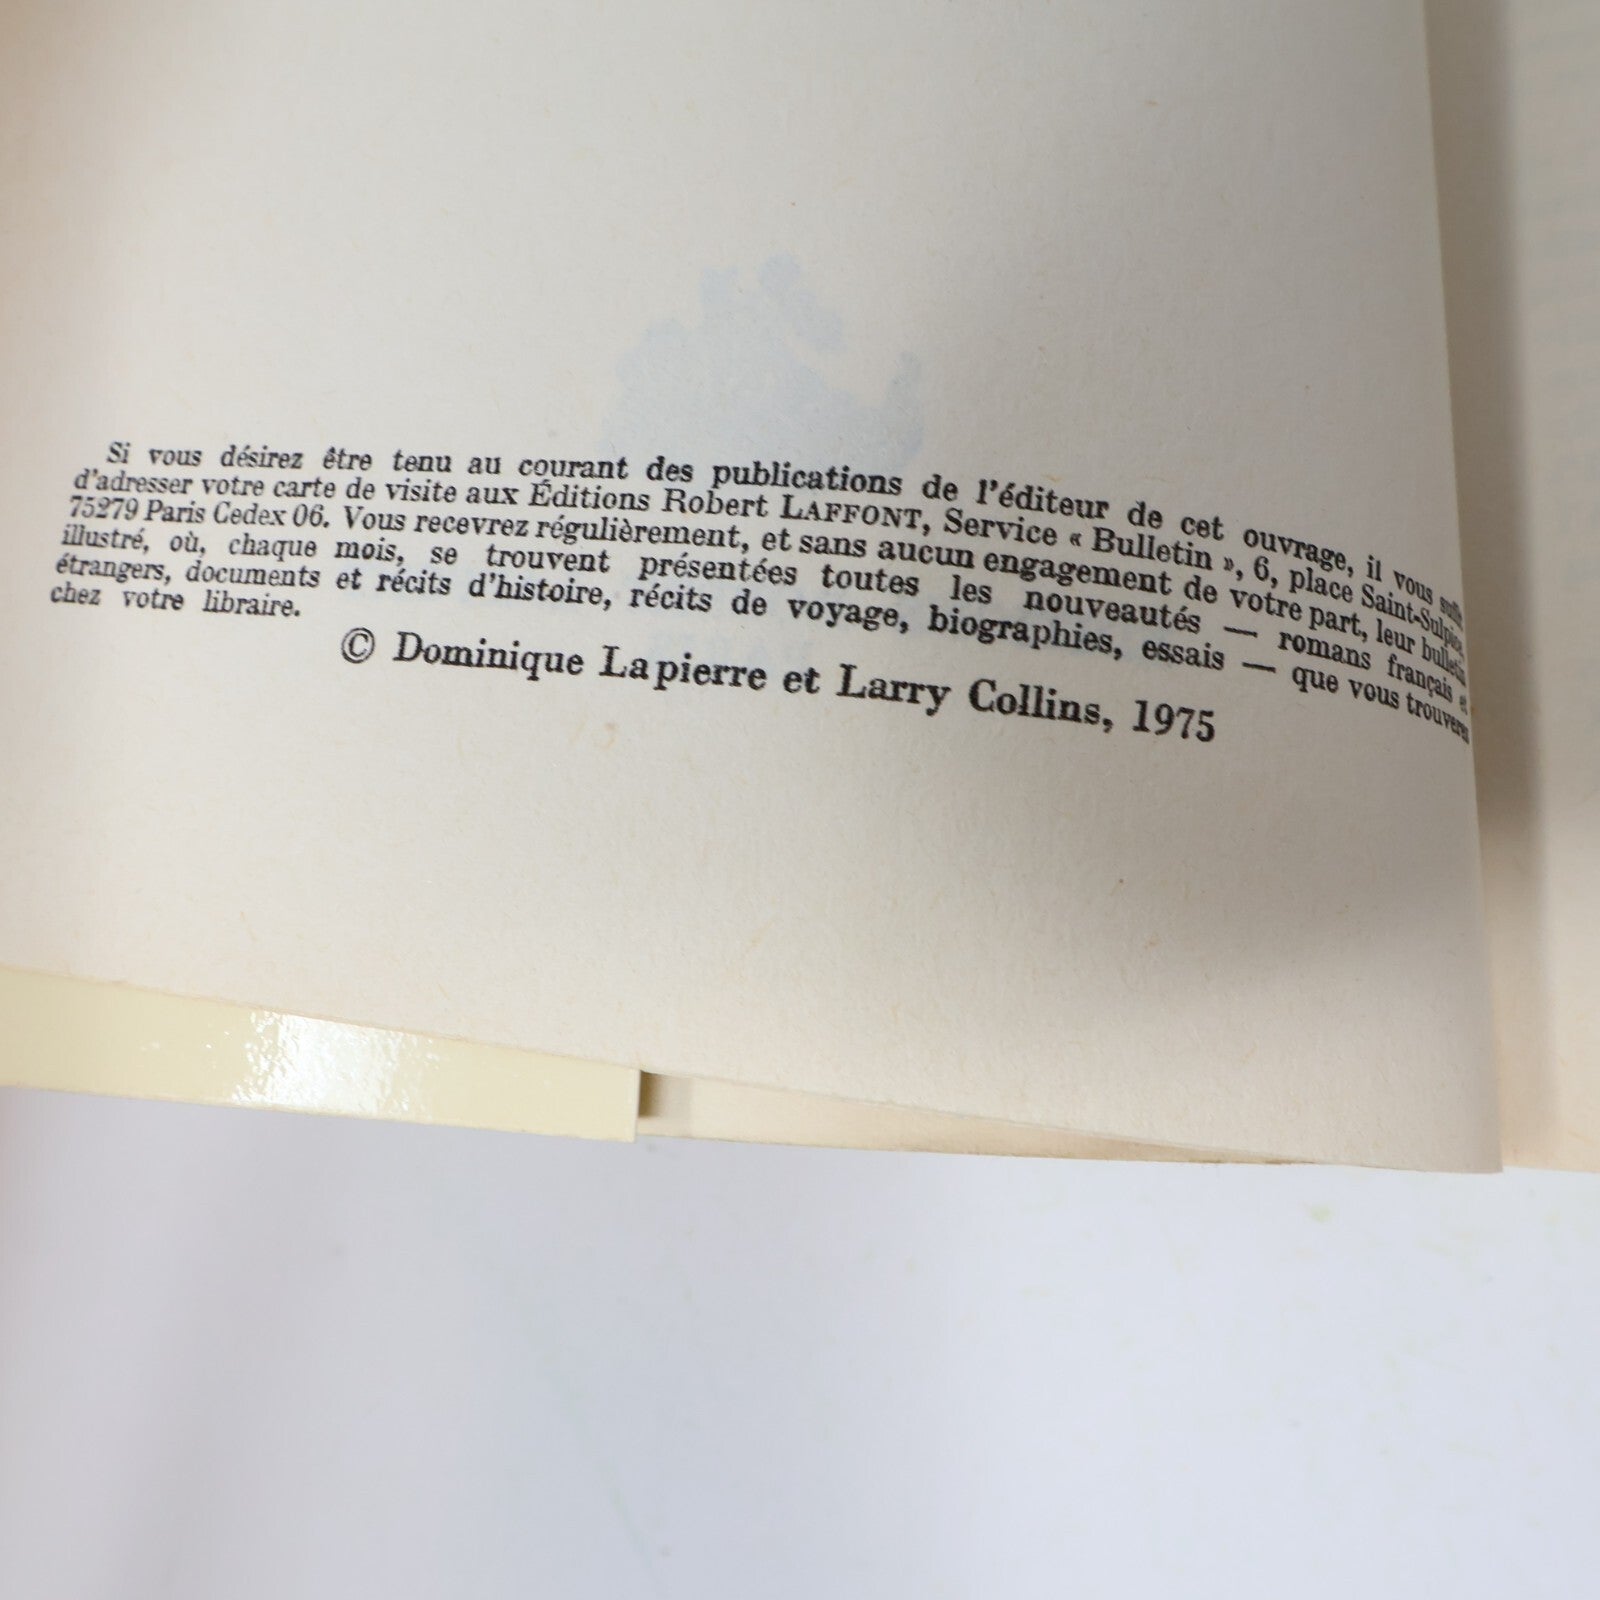 Si vous désirez être tenu au courant des publications de l'éditeur de cet ouvrage, il vous suffit
d'adresser votre carte de visite aux Éditions Robert LAFFONT, Service « Bulletin », 6, place Saint-Sulpice,
75279 Paris Cedex 06. Vous recevrez régulièrement, et sans aucun engagement de votre part, leur bulletin
illustré, où, chaque mois, se trouvent présentées toutes les nouveautés — romans français et
étrangers, documents et récits d'histoire, récits de voyage, biographies, essais — que vous trouverez
chez votre libraire.
© Dominique Lapierre et Larry Collins, 1975